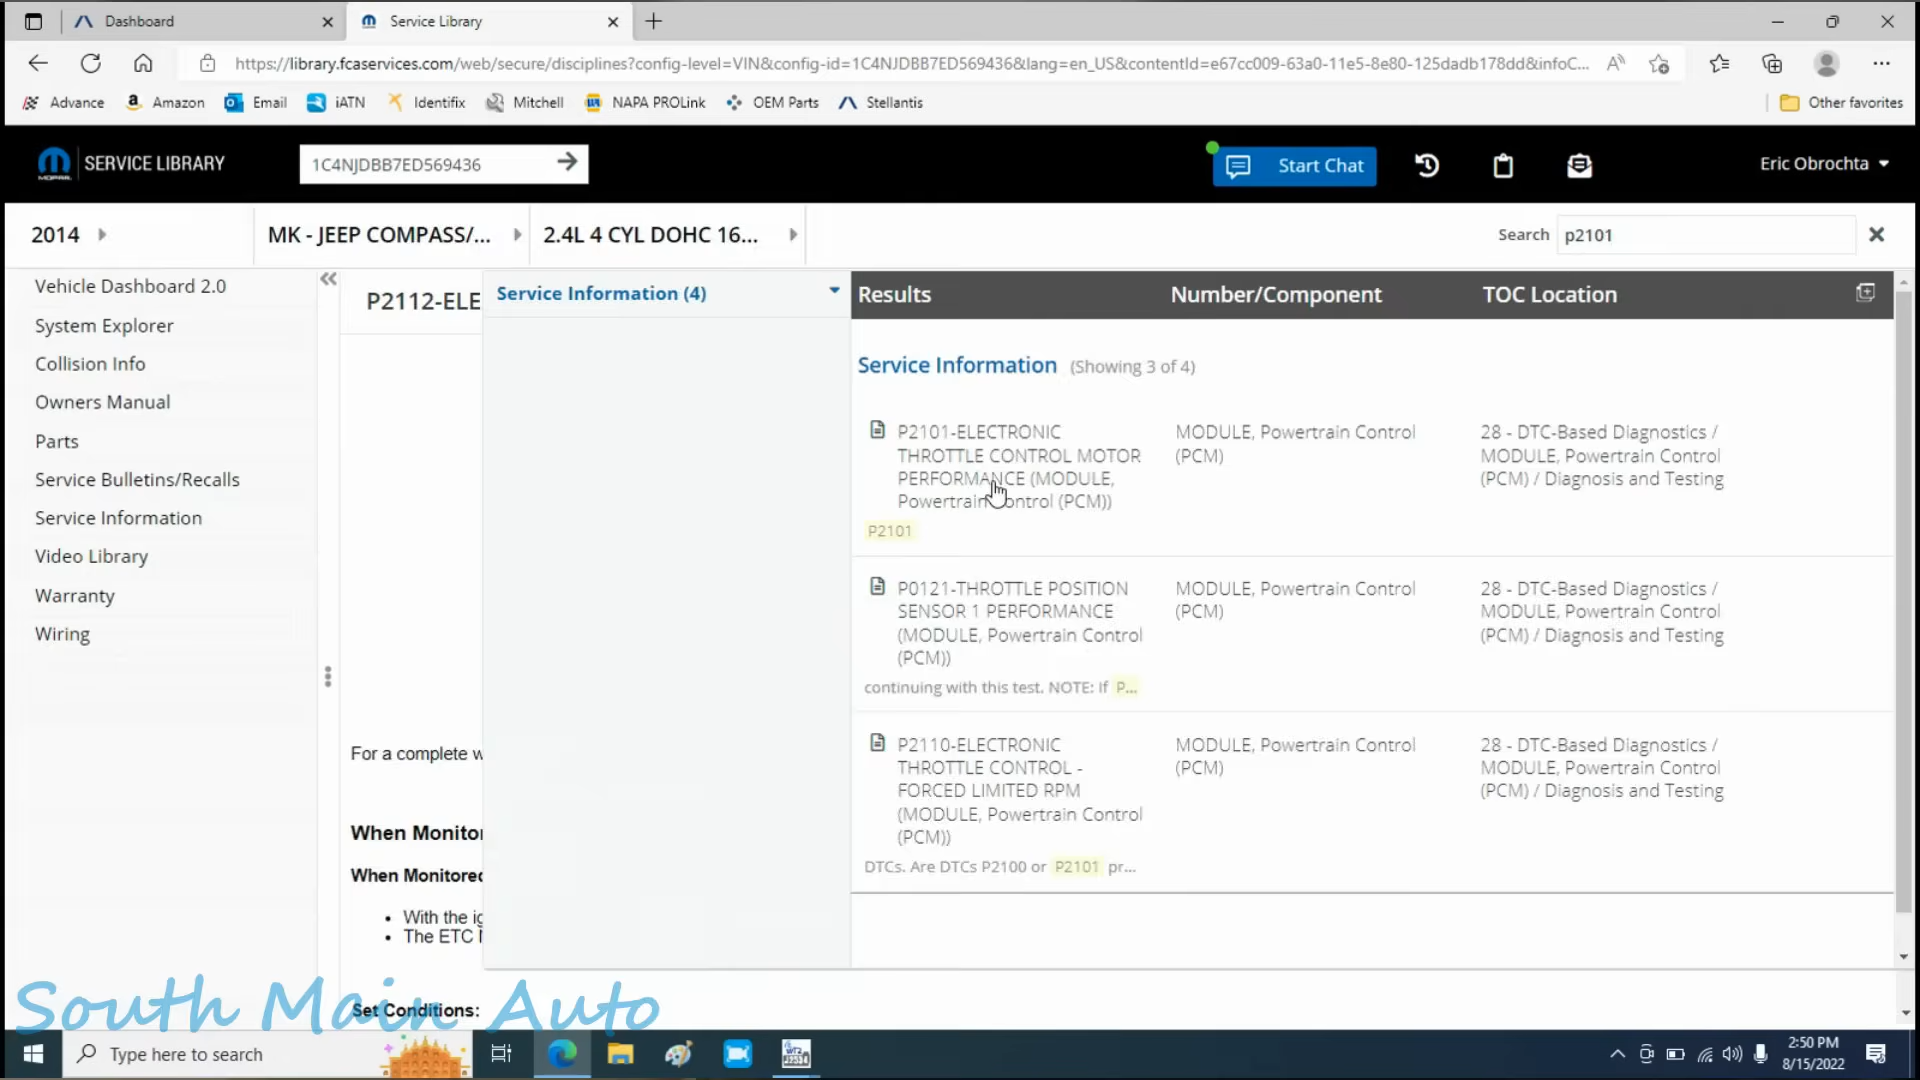 Dashboard
Service Library
https://library.fcaservices.com/web/secure/disciplines?config-level=VIN&config-id=1C4NJDBB7ED569436&lang=en_US&contentId=e67cc009-63a0-11e5-8e80-125dadb178dd&infoC...
Advance Amazon Email iATN Identifix Mitchell NAPA PROLink OEM Parts Stellantis Other favorites
MOPAR SERVICE LIBRARY 1C4NJDBB7ED569436 Start Chat Eric Obrochta
2014 MK - JEEP COMPASS/... 2.4L 4 CYL DOHC 16... Search p2101
Vehicle Dashboard 2.0
System Explorer
Collision Info
Owners Manual
Parts
Service Bulletins/Recalls
Service Information
Video Library
Warranty
Wiring
P2112-ELE
For a complete w
When Monitor
When Monitored
• With the ig
• The ETC
Set Conditions:
Service Information (4)
Results Number/Component TOC Location
Service Information (Showing 3 of 4)
P2101-ELECTRONIC
THROTTLE CONTROL MOTOR
PERFORMANCE (MODULE,
Powertrain Control (PCM))
P2101
MODULE, Powertrain Control
(PCM)
28 - DTC-Based Diagnostics /
MODULE, Powertrain Control
(PCM) / Diagnosis and Testing
P0121-THROTTLE POSITION
SENSOR 1 PERFORMANCE
(MODULE, Powertrain Control
(PCM))
continuing with this test. NOTE: If P...
MODULE, Powertrain Control
(PCM)
28 - DTC-Based Diagnostics /
MODULE, Powertrain Control
(PCM) / Diagnosis and Testing
P2110-ELECTRONIC
THROTTLE CONTROL -
FORCED LIMITED RPM
(MODULE, Powertrain Control
(PCM))
DTCs. Are DTCs P2100 or P2101 pr...
MODULE, Powertrain Control
(PCM)
28 - DTC-Based Diagnostics /
MODULE, Powertrain Control
(PCM) / Diagnosis and Testing
South Main Auto
Type here to search
2:50 PM
8/15/2022